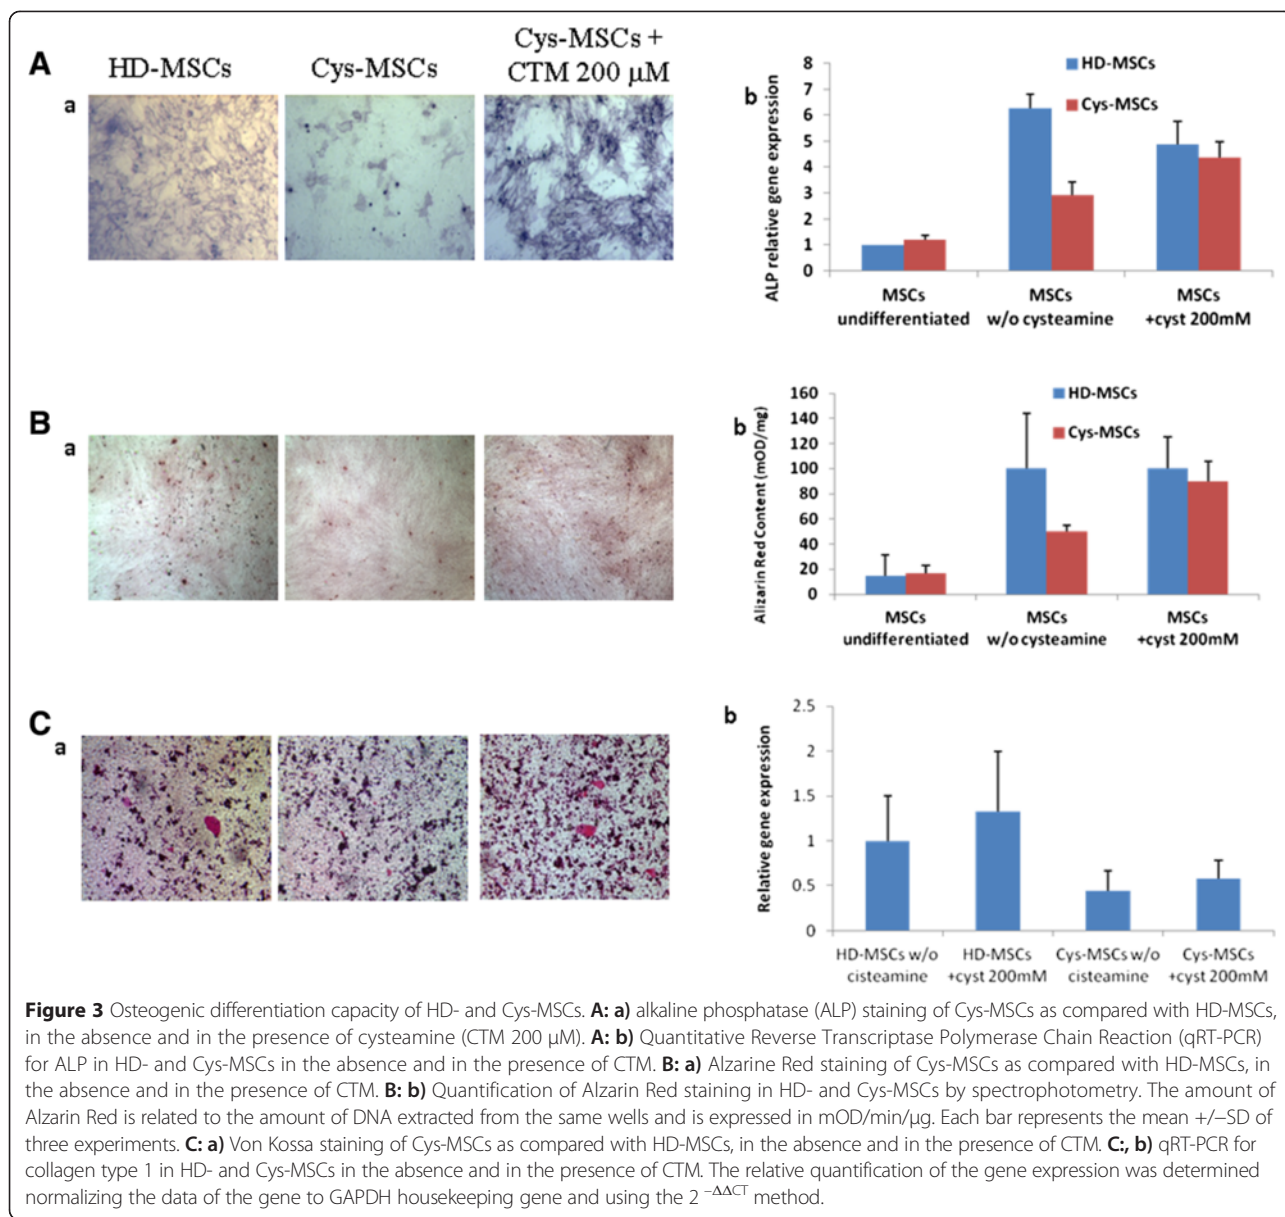 A
HD-MSCs
Cys-MSCs
Cys-MSCs +
CTM 200 µM
a
b
HD-MSCs
Cys-MSCs
ALP relative gene expression
8
7
6
5
4
3
2
1
0
MSCs
undifferentiated
MSCs
w/o cysteamine
MSCs
+cyst 200mM
B
a
b
HD-MSCs
Cys-MSCs
Alizarin Red Content (mOD/mg)
160
140
120
100
80
60
40
20
0
MSCs
undifferentiated
MSCs
w/o cysteamine
MSCs
+cyst 200mM
C
a
b
Relative gene expression
2.5
2
1.5
1
0.5
0
HD-MSCs w/o
cisteamine
HD-MSCs
+cyst 200mM
Cys-MSCs w/o
cisteamine
Cys-MSCs
+cyst 200mM
Figure 3 Osteogenic differentiation capacity of HD- and Cys-MSCs. A: a) alkaline phosphatase (ALP) staining of Cys-MSCs as compared with HD-MSCs,
in the absence and in the presence of cysteamine (CTM 200 µM). A: b) Quantitative Reverse Transcriptase Polymerase Chain Reaction (qRT-PCR)
for ALP in HD- and Cys-MSCs in the absence and in the presence of CTM. B: a) Alzarine Red staining of Cys-MSCs as compared with HD-MSCs, in
the absence and in the presence of CTM. B: b) Quantification of Alzarin Red staining in HD- and Cys-MSCs by spectrophotometry. The amount of
Alzarin Red is related to the amount of DNA extracted from the same wells and is expressed in mOD/min/µg. Each bar represents the mean +/−SD of
three experiments. C: a) Von Kossa staining of Cys-MSCs as compared with HD-MSCs, in the absence and in the presence of CTM. C:, b) qRT-PCR for
collagen type 1 in HD- and Cys-MSCs in the absence and in the presence of CTM. The relative quantification of the gene expression was determined
normalizing the data of the gene to GAPDH housekeeping gene and using the 2 −ΔΔCT method.